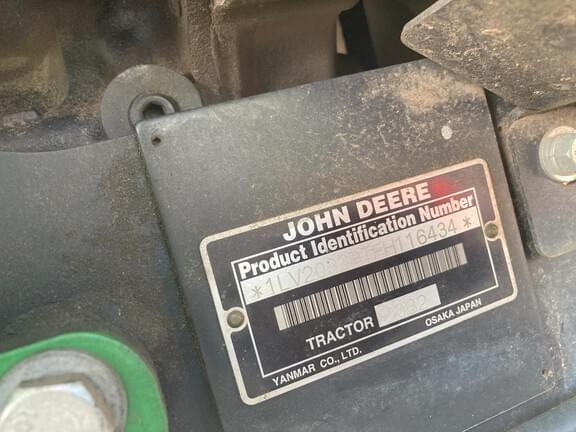 JOHN DEERE
Product Identification Number
TRACTOR
YANMAR CO., LTD.
OSAKA JAPAN